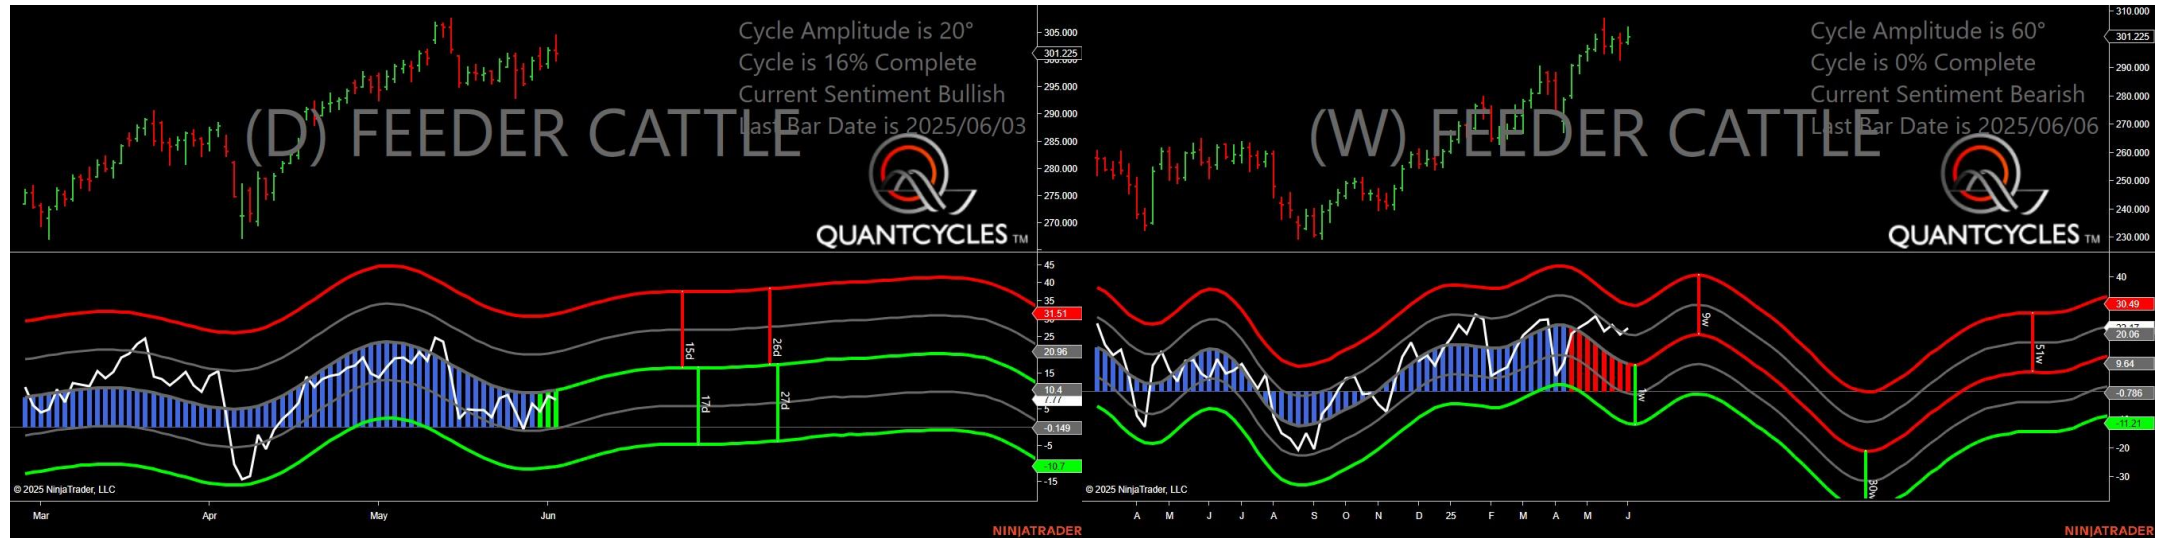 Cycle Amplitude is 20°
Cycle is 16% Complete
Current Sentiment Bullish
Last Bar Date is 2025/06/03
(D) FEEDER CATTLE
QUANTCYCLES TM
305.000
301.225
300.000
295.000
290.000
285.000
280.000
275.000
270.000
45
40
35
31.51
25
20.96
15
10.4
7.77
5
-0.149
-5
-10.7
-15
15d
26d
17d
27d
© 2025 NinjaTrader, LLC
Mar Apr May Jun
NINJATRADER
Cycle Amplitude is 60°
Cycle is 0% Complete
Current Sentiment Bearish
Last Bar Date is 2025/06/06
(W) FEEDER CATTLE
QUANTCYCLES TM
310.000
301.225
290.000
280.000
270.000
260.000
250.000
240.000
230.000
40
30.49
20.06
9.64
-0.786
-11.21
-20
-30
9w
51w
1w
© 2025 NinjaTrader, LLC
A M J J A S O N D 25 F M A M J
NINJATRADER